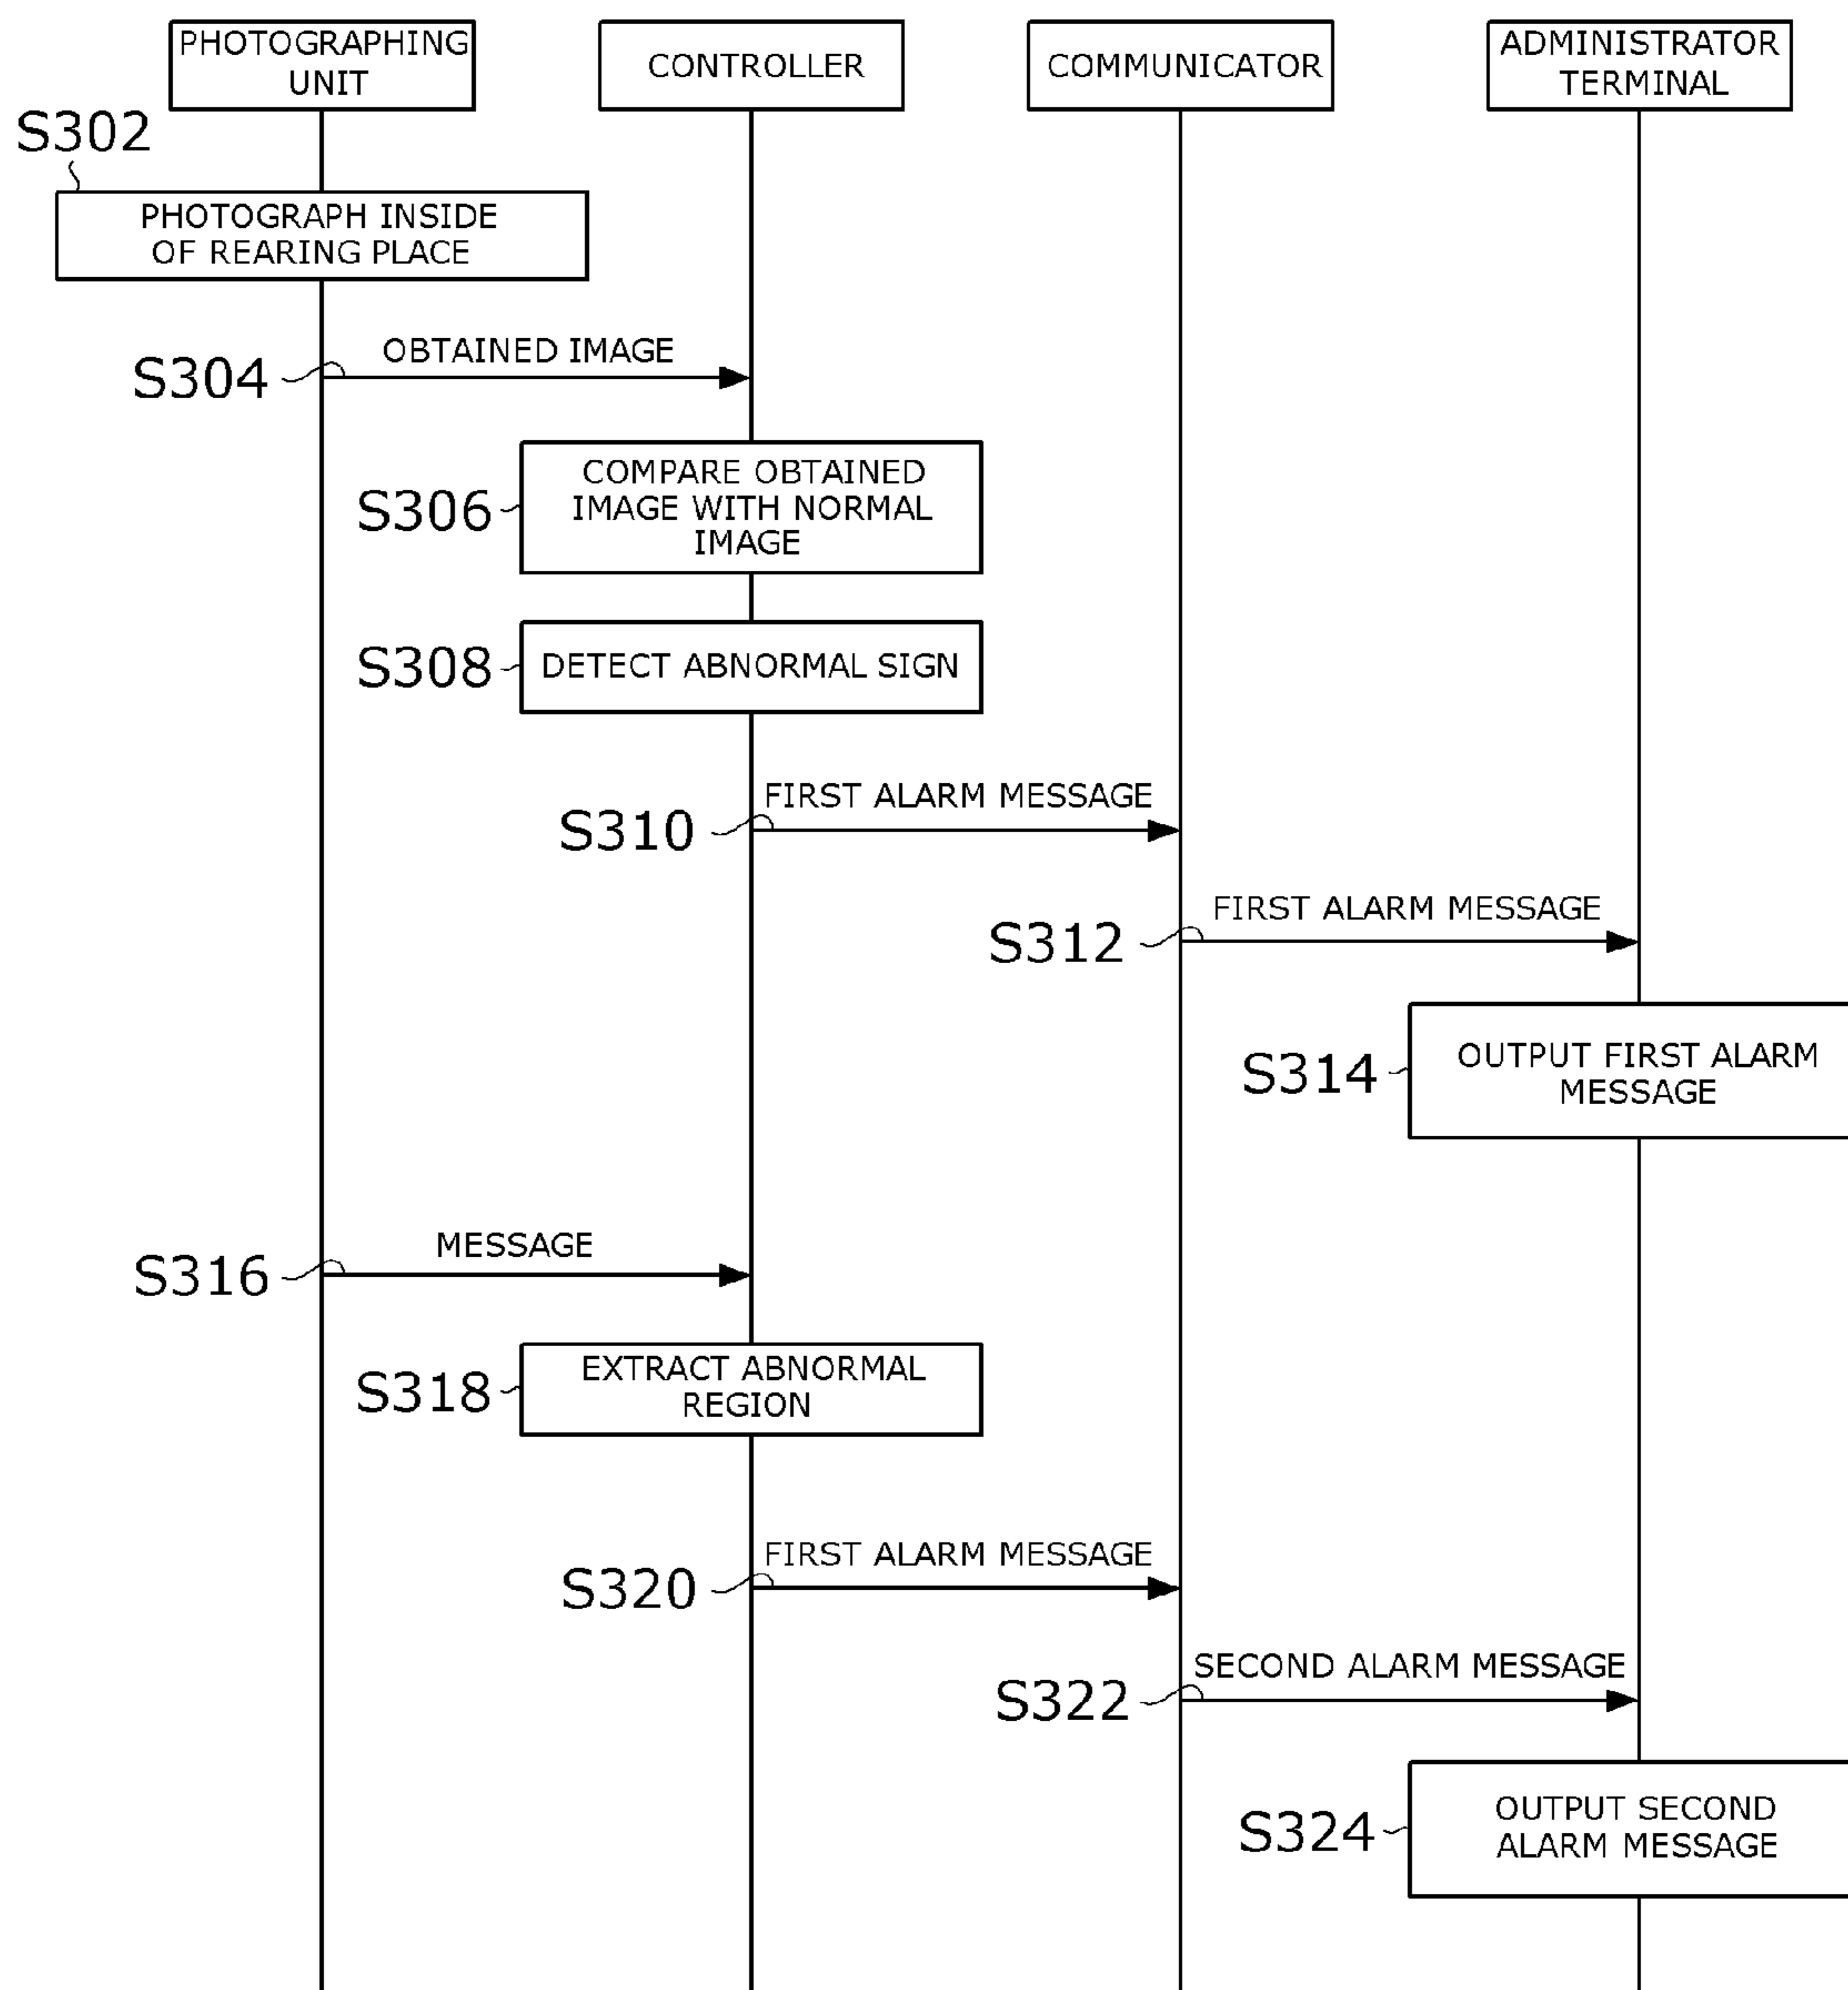 PHOTOGRAPHING
UNIT
CONTROLLER
COMMUNICATOR
ADMINISTRATOR
TERMINAL
S302
PHOTOGRAPH INSIDE
OF REARING PLACE
S304
OBTAINED IMAGE
S306
COMPARE OBTAINED
IMAGE WITH NORMAL
IMAGE
S308
DETECT ABNORMAL SIGN
S310
FIRST ALARM MESSAGE
S312
FIRST ALARM MESSAGE
S314
OUTPUT FIRST ALARM
MESSAGE
S316
MESSAGE
S318
EXTRACT ABNORMAL
REGION
S320
FIRST ALARM MESSAGE
S322
SECOND ALARM MESSAGE
S324
OUTPUT SECOND
ALARM MESSAGE